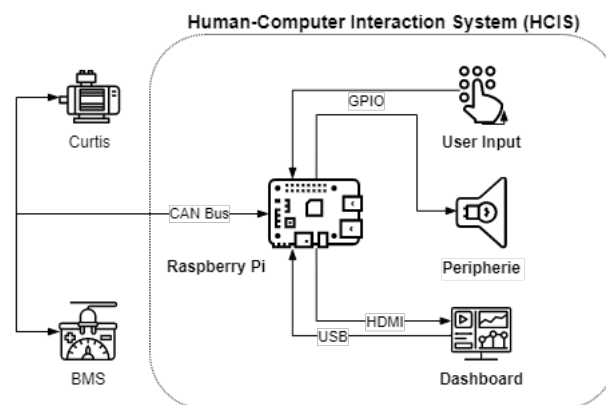 Human-Computer Interaction System (HCIS)
GPIO
Curtis
User Input
CAN Bus
Raspberry Pi
Peripherie
HDMI
USB
BMS
Dashboard